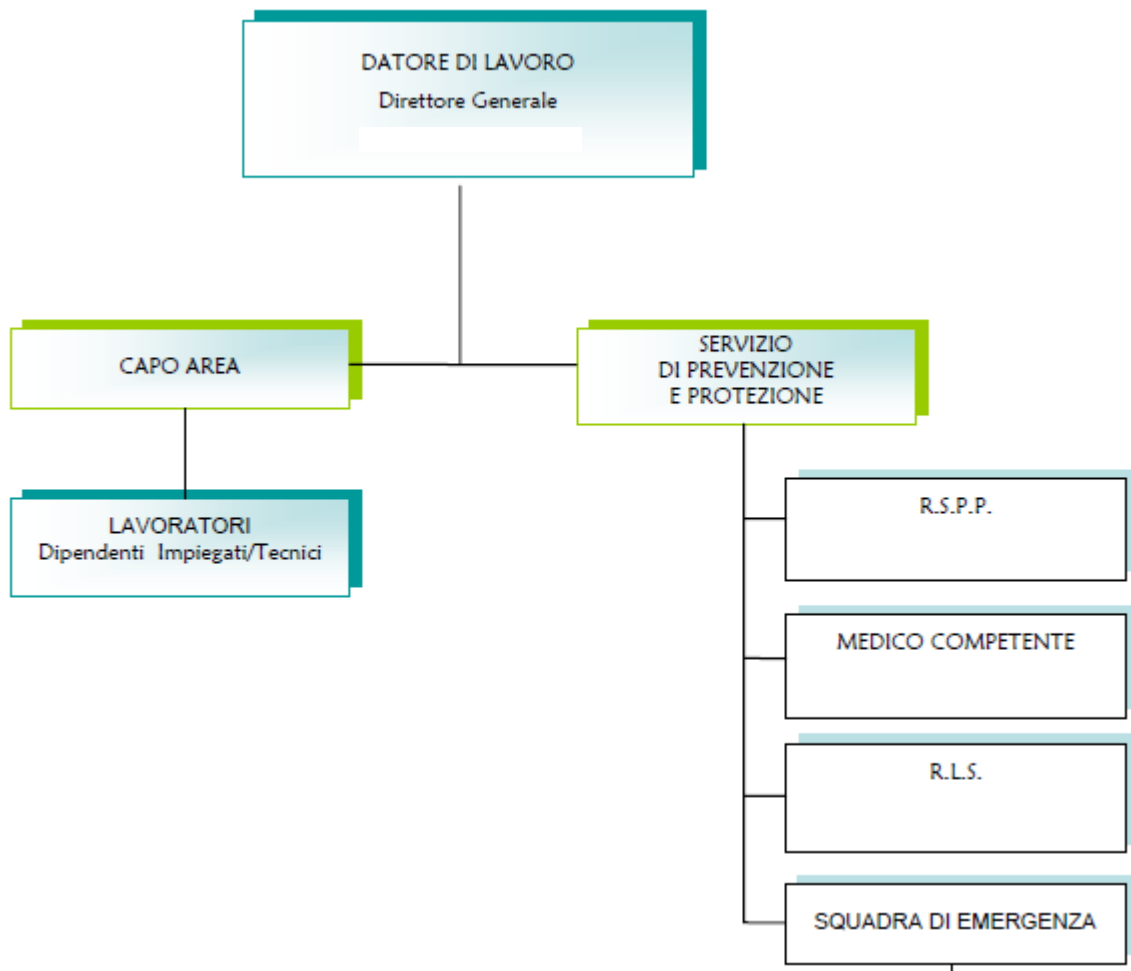 DATORE DI LAVORO
Direttore Generale
CAPO AREA
SERVIZIO
DI PREVENZIONE
E PROTEZIONE
LAVORATORI
Dipendenti Impiegati/Tecnici
R.S.P.P.
MEDICO COMPETENTE
R.L.S.
SQUADRA DI EMERGENZA